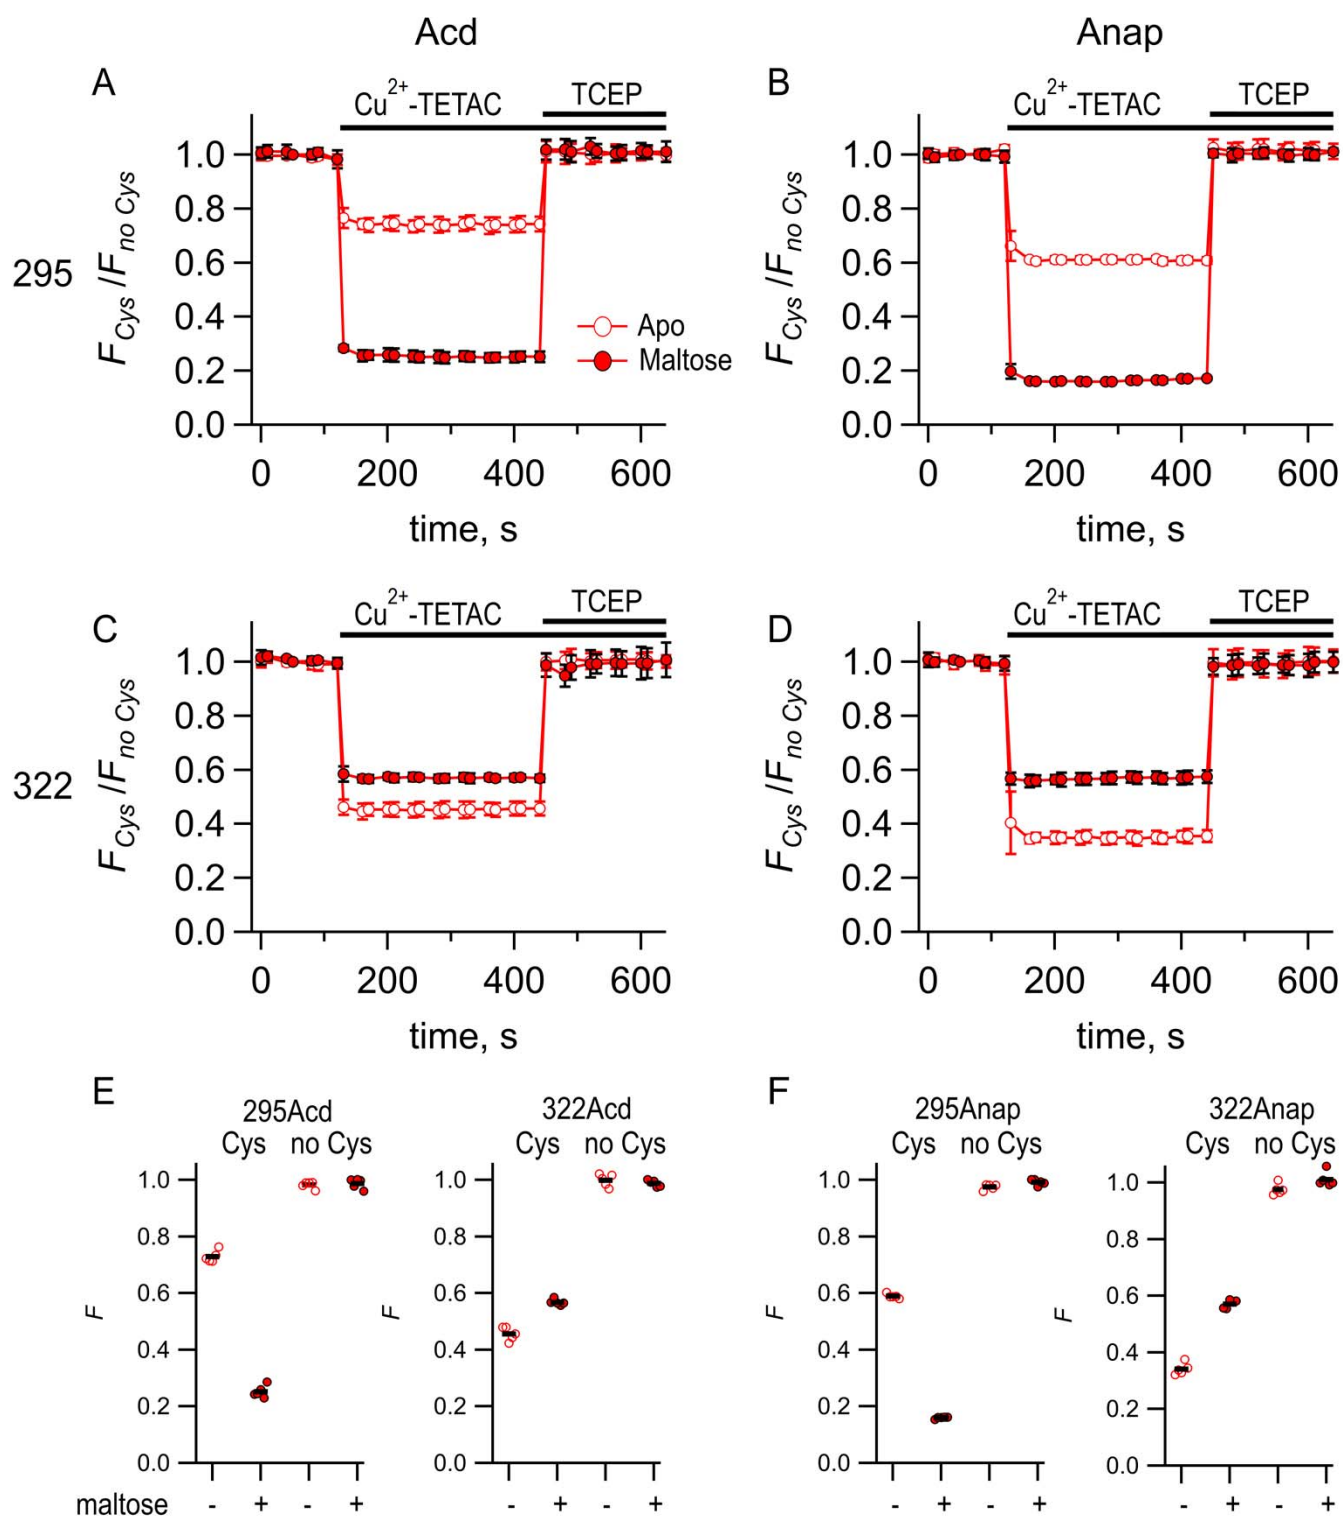 Acd Anap
A Cu2+-TETAC TCEP
B Cu2+-TETAC TCEP
295
FCys /Fno Cys
1.0
0.8
0.6
0.4
0.2
0.0
Apo
Maltose
0 200 400 600
time, s
FCys /Fno Cys
1.0
0.8
0.6
0.4
0.2
0.0
0 200 400 600
time, s
C Cu2+-TETAC TCEP
D Cu2+-TETAC TCEP
322
FCys /Fno Cys
1.0
0.8
0.6
0.4
0.2
0.0
0 200 400 600
time, s
FCys /Fno Cys
1.0
0.8
0.6
0.4
0.2
0.0
0 200 400 600
time, s
E
295Acd
Cys no Cys
F
1.0
0.8
0.6
0.4
0.2
0.0
maltose - + - +
322Acd
Cys no Cys
F
1.0
0.8
0.6
0.4
0.2
0.0
- + - +
F
295Anap
Cys no Cys
F
1.0
0.8
0.6
0.4
0.2
0.0
- + - +
322Anap
Cys no Cys
F
1.0
0.8
0.6
0.4
0.2
0.0
- + - +